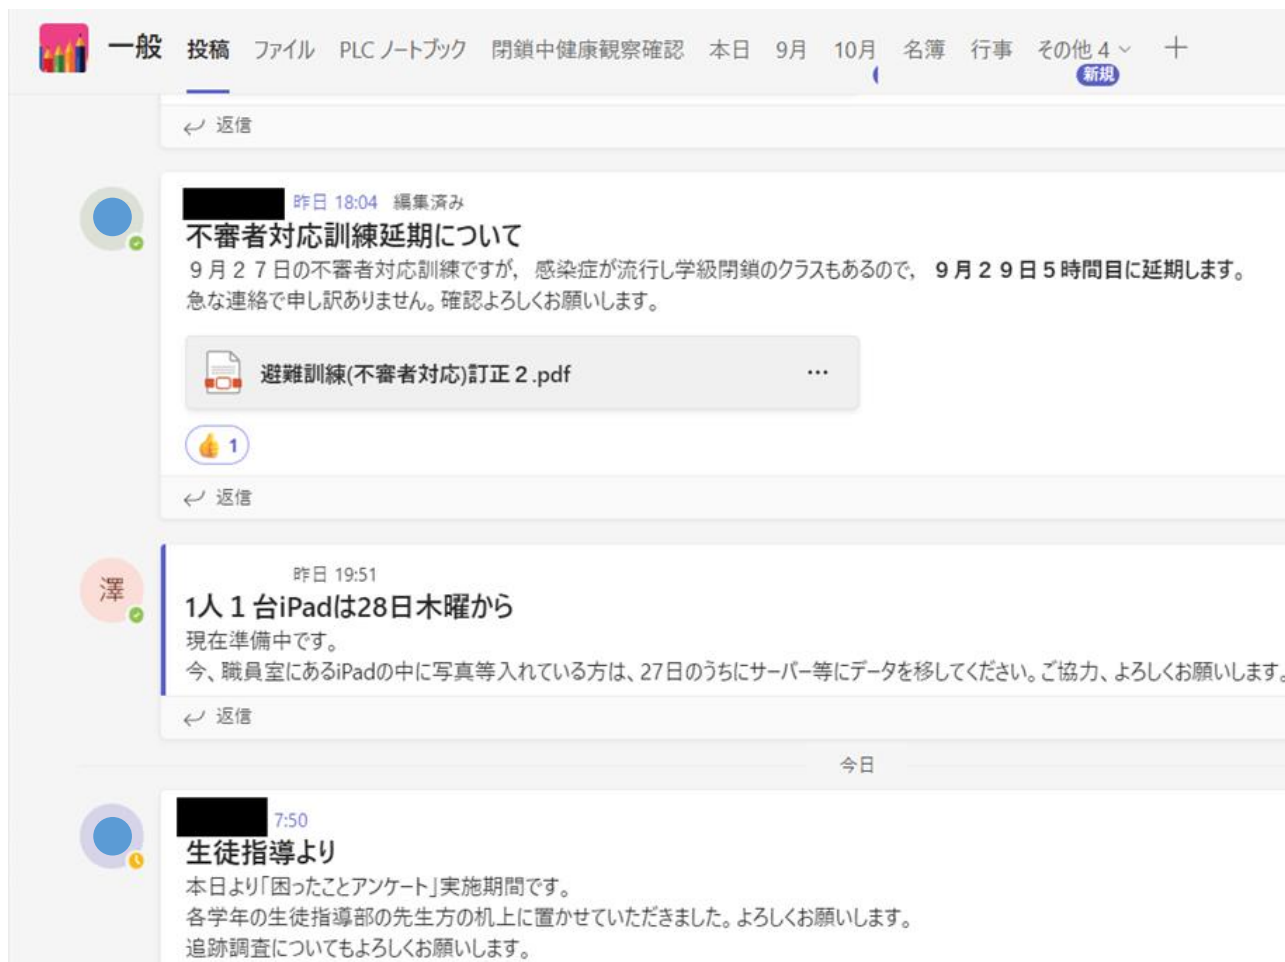 一般 投稿 ファイル PLC ノートブック 閉鎖中健康観察確認 本日 9月 10月 名簿 行事 その他 4
新規
返信
昨日 18:04 編集済み
不審者対応訓練延期について
９月２７日の不審者対応訓練ですが，感染症が流行し学級閉鎖のクラスもあるので，９月２９日５時間目に延期します。
急な連絡で申し訳ありません。確認よろしくお願いします。
避難訓練(不審者対応)訂正２.pdf …
1
返信
澤
昨日 19:51
1人１台iPadは28日木曜から
現在準備中です。
今、職員室にあるiPadの中に写真等入れている方は、27日のうちにサーバー等にデータを移してください。ご協力、よろしくお願いします。
返信
今日
7:50
生徒指導より
本日より「困ったことアンケート」実施期間です。
各学年の生徒指導部の先生方の机上に置かせていただきました。よろしくお願いします。
追跡調査についてもよろしくお願いします。